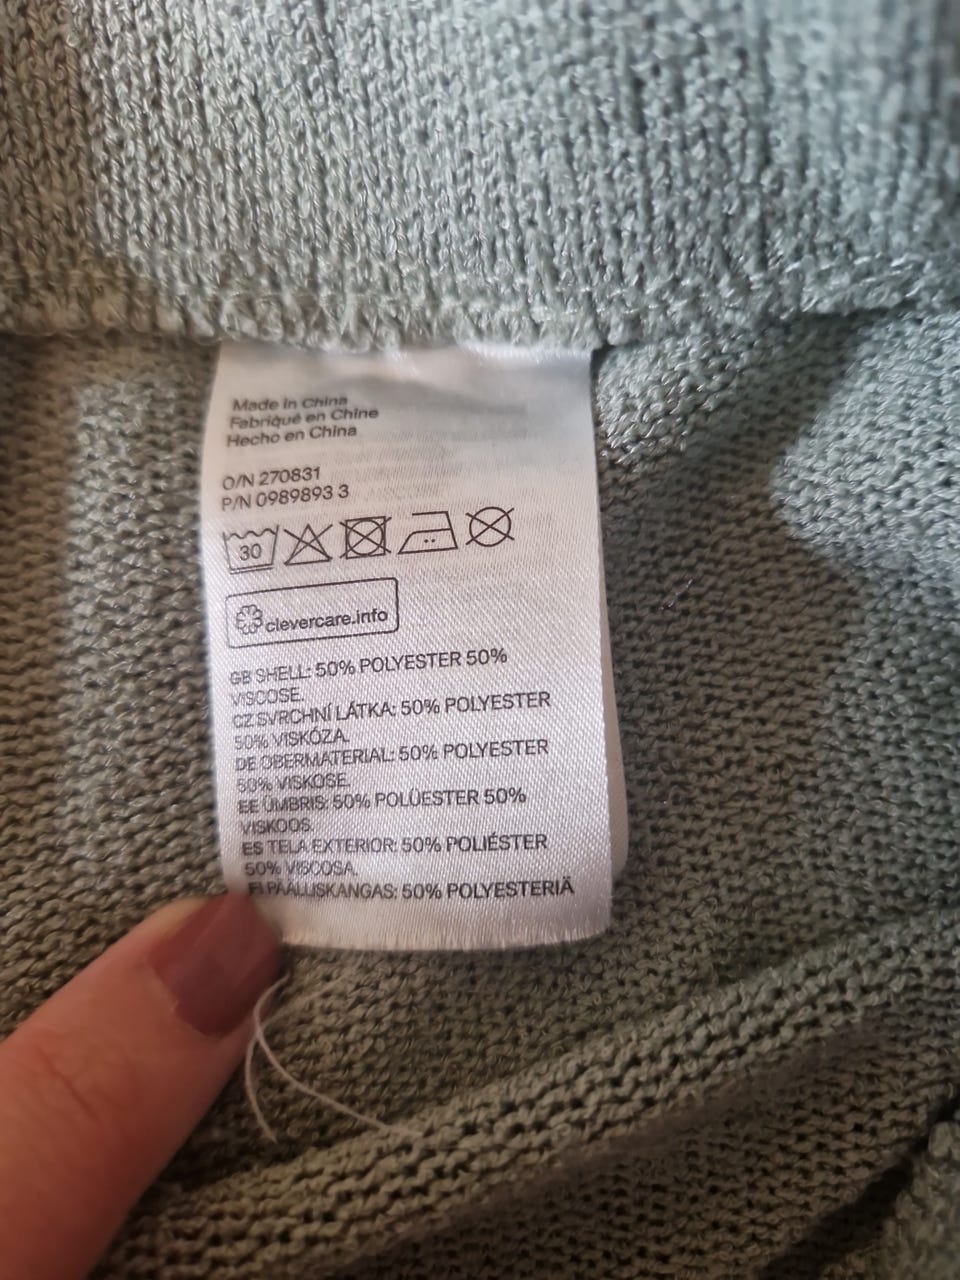 Made in China
Fabriqué en Chine
Hecho en China
O/N 270831
P/N 0989893 3
30
clevercare.info
GB SHELL: 50% POLYESTER 50%
VISCOSE.
CZ SVRCHNÍ LÁTKA: 50% POLYESTER
50% VISKÓZA.
DE OBERMATERIAL: 50% POLYESTER
50% VISKOSE.
EE ÜMBRIS: 50% POLÜESTER 50%
VISKOOS.
ES TELA EXTERIOR: 50% POLIÉSTER
50% VISCOSA.
FI PÄÄLLISKANGAS: 50% POLYESTERIÄ